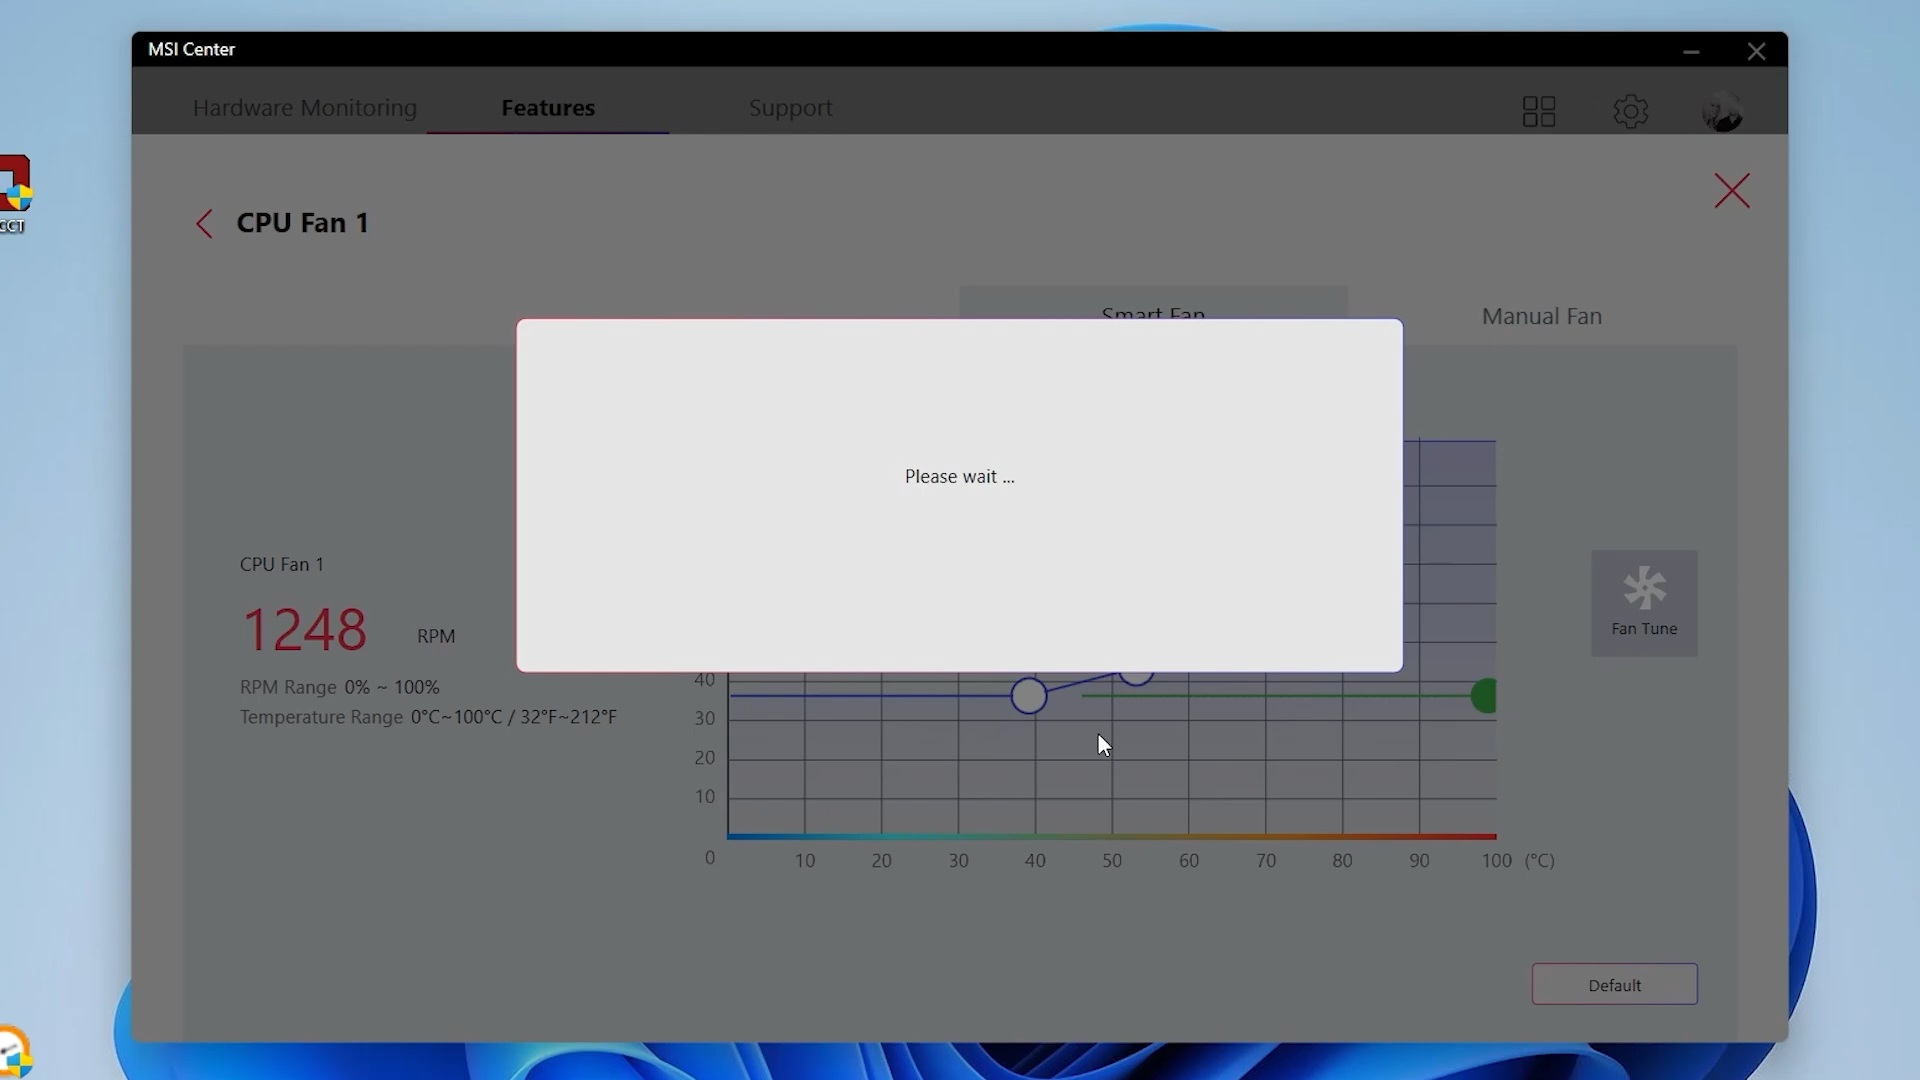 MSI Center
Hardware Monitoring
Features
Support
CCT
CPU Fan 1
Smart Fan
Manual Fan
Please wait ...
CPU Fan 1
1248 RPM
RPM Range 0% ~ 100%
Temperature Range 0°C~100°C / 32°F~212°F
Fan Tune
40
30
20
10
0 10 20 30 40 50 60 70 80 90 100 (°C)
Default